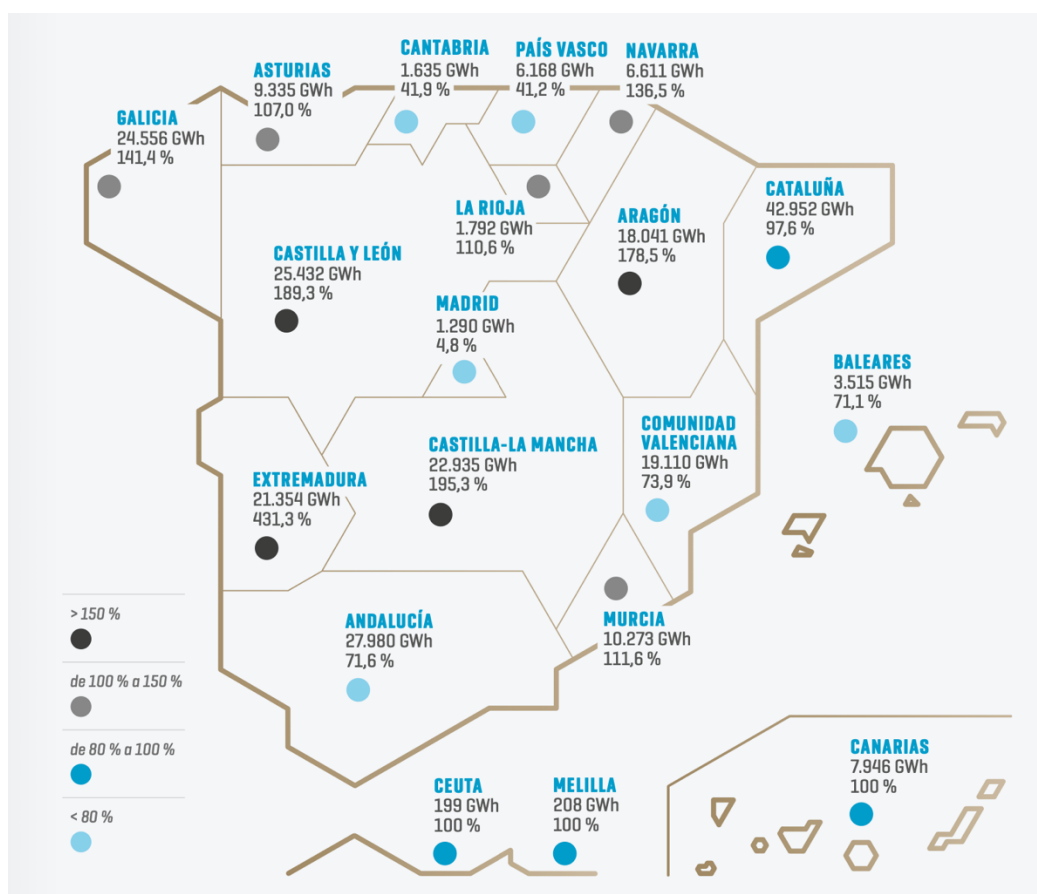 CANTABRIA
1.635 GWh
41,9 %
PAÍS VASCO
6.168 GWh
41,2 %
NAVARRA
6.611 GWh
136,5 %
ASTURIAS
9.335 GWh
107,0 %
GALICIA
24.556 GWh
141,4 %
LA RIOJA
1.792 GWh
110,6 %
ARAGÓN
18.041 GWh
178,5 %
CATALUÑA
42.952 GWh
97,6 %
CASTILLA Y LEÓN
25.432 GWh
189,3 %
MADRID
1.290 GWh
4,8 %
BALEARES
3.515 GWh
71,1 %
COMUNIDAD
VALENCIANA
19.110 GWh
73,9 %
CASTILLA-LA MANCHA
22.935 GWh
195,3 %
EXTREMADURA
21.354 GWh
431,3 %
ANDALUCÍA
27.980 GWh
71,6 %
MURCIA
10.273 GWh
111,6 %
> 150 %
de 100 % a 150 %
de 80 % a 100 %
< 80 %
CEUTA
199 GWh
100 %
MELILLA
208 GWh
100 %
CANARIAS
7.946 GWh
100 %